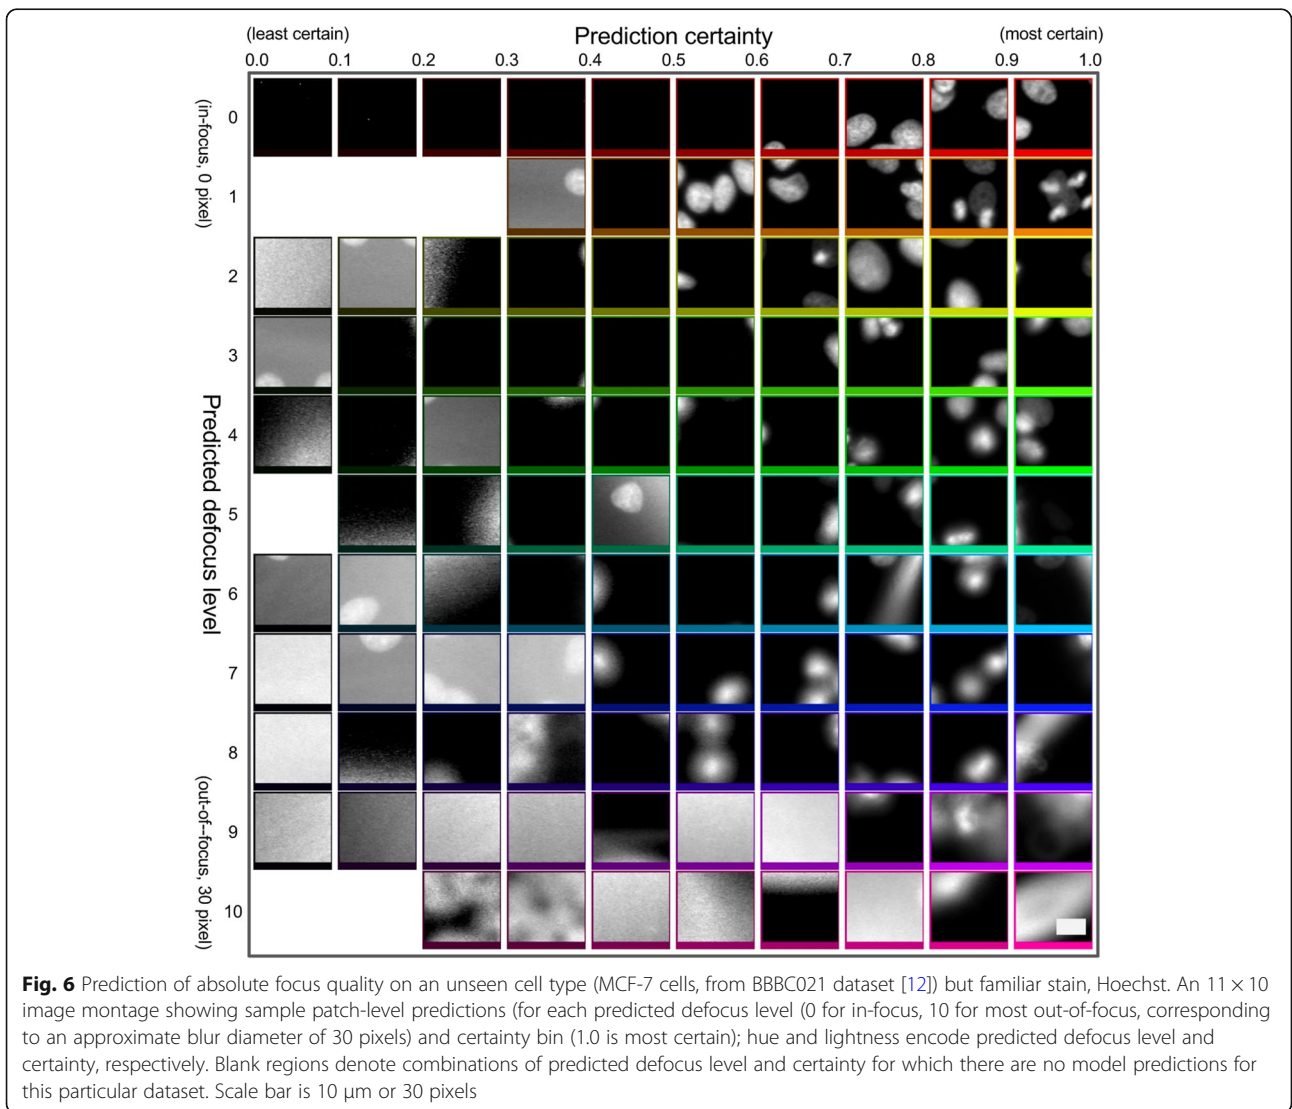 (least certain) Prediction certainty (most certain)
0.0 0.1 0.2 0.3 0.4 0.5 0.6 0.7 0.8 0.9 1.0
(in-focus, 0 pixel)
Predicted defocus level
(out-of-focus, 30 pixel)
0
1
2
3
4
5
6
7
8
9
10
Fig. 6 Prediction of absolute focus quality on an unseen cell type (MCF-7 cells, from BBBC021 dataset [12]) but familiar stain, Hoechst. An 11 × 10
image montage showing sample patch-level predictions (for each predicted defocus level (0 for in-focus, 10 for most out-of-focus, corresponding
to an approximate blur diameter of 30 pixels) and certainty bin (1.0 is most certain); hue and lightness encode predicted defocus level and
certainty, respectively. Blank regions denote combinations of predicted defocus level and certainty for which there are no model predictions for
this particular dataset. Scale bar is 10 μm or 30 pixels